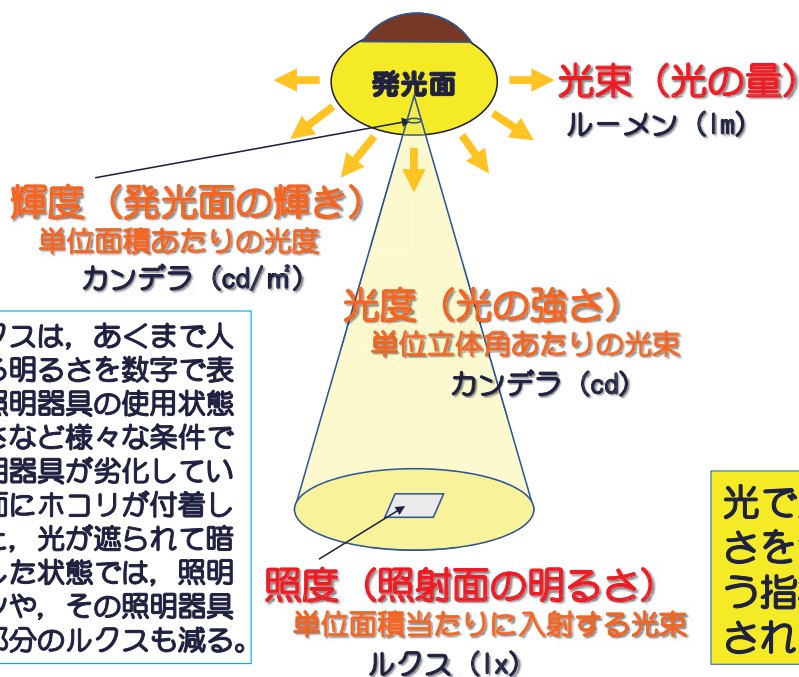 発光面
光束（光の量）
ルーメン（lm）
輝度（発光面の輝き）
単位面積あたりの光度
カンデラ（cd/㎡）
光度（光の強さ）
単位立体角あたりの光束
カンデラ（cd）
クスは，あくまで人
る明るさを数字で表
照明器具の使用状態
さなど様々な条件で
明器具が劣化してい
面にホコリが付着し
と，光が遮られて暗
した状態では，照明
ンや，その照明器具
部分のルクスも減る。
照度（照射面の明るさ）
単位面積当たりに入射する光束
ルクス（lx）
光で
さを
う指
され